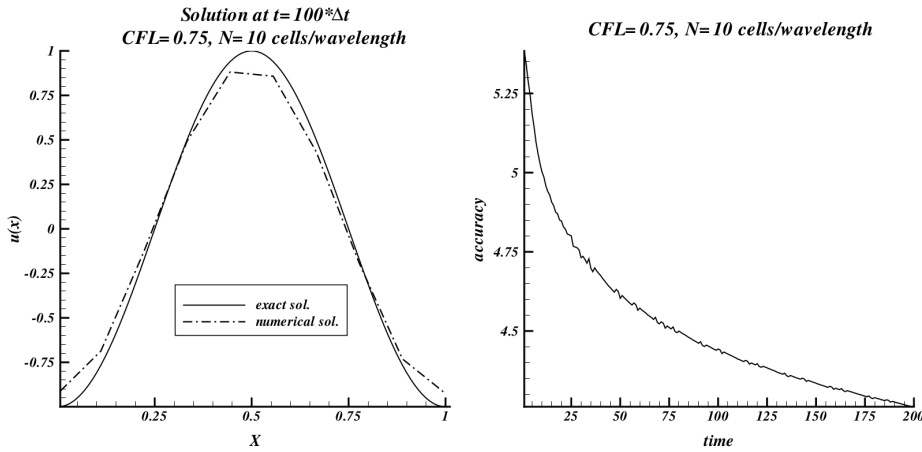 Solution at t=100*Δt
CFL=0.75, N=10 cells/wavelength
1
0.75
0.5
0.25
0
-0.25
-0.5
-0.75
u(x)
exact sol.
numerical sol.
0.25
0.5
0.75
1
X
CFL=0.75, N=10 cells/wavelength
5.25
5
4.75
4.5
accuracy
25
50
75
100
125
150
175
200
time